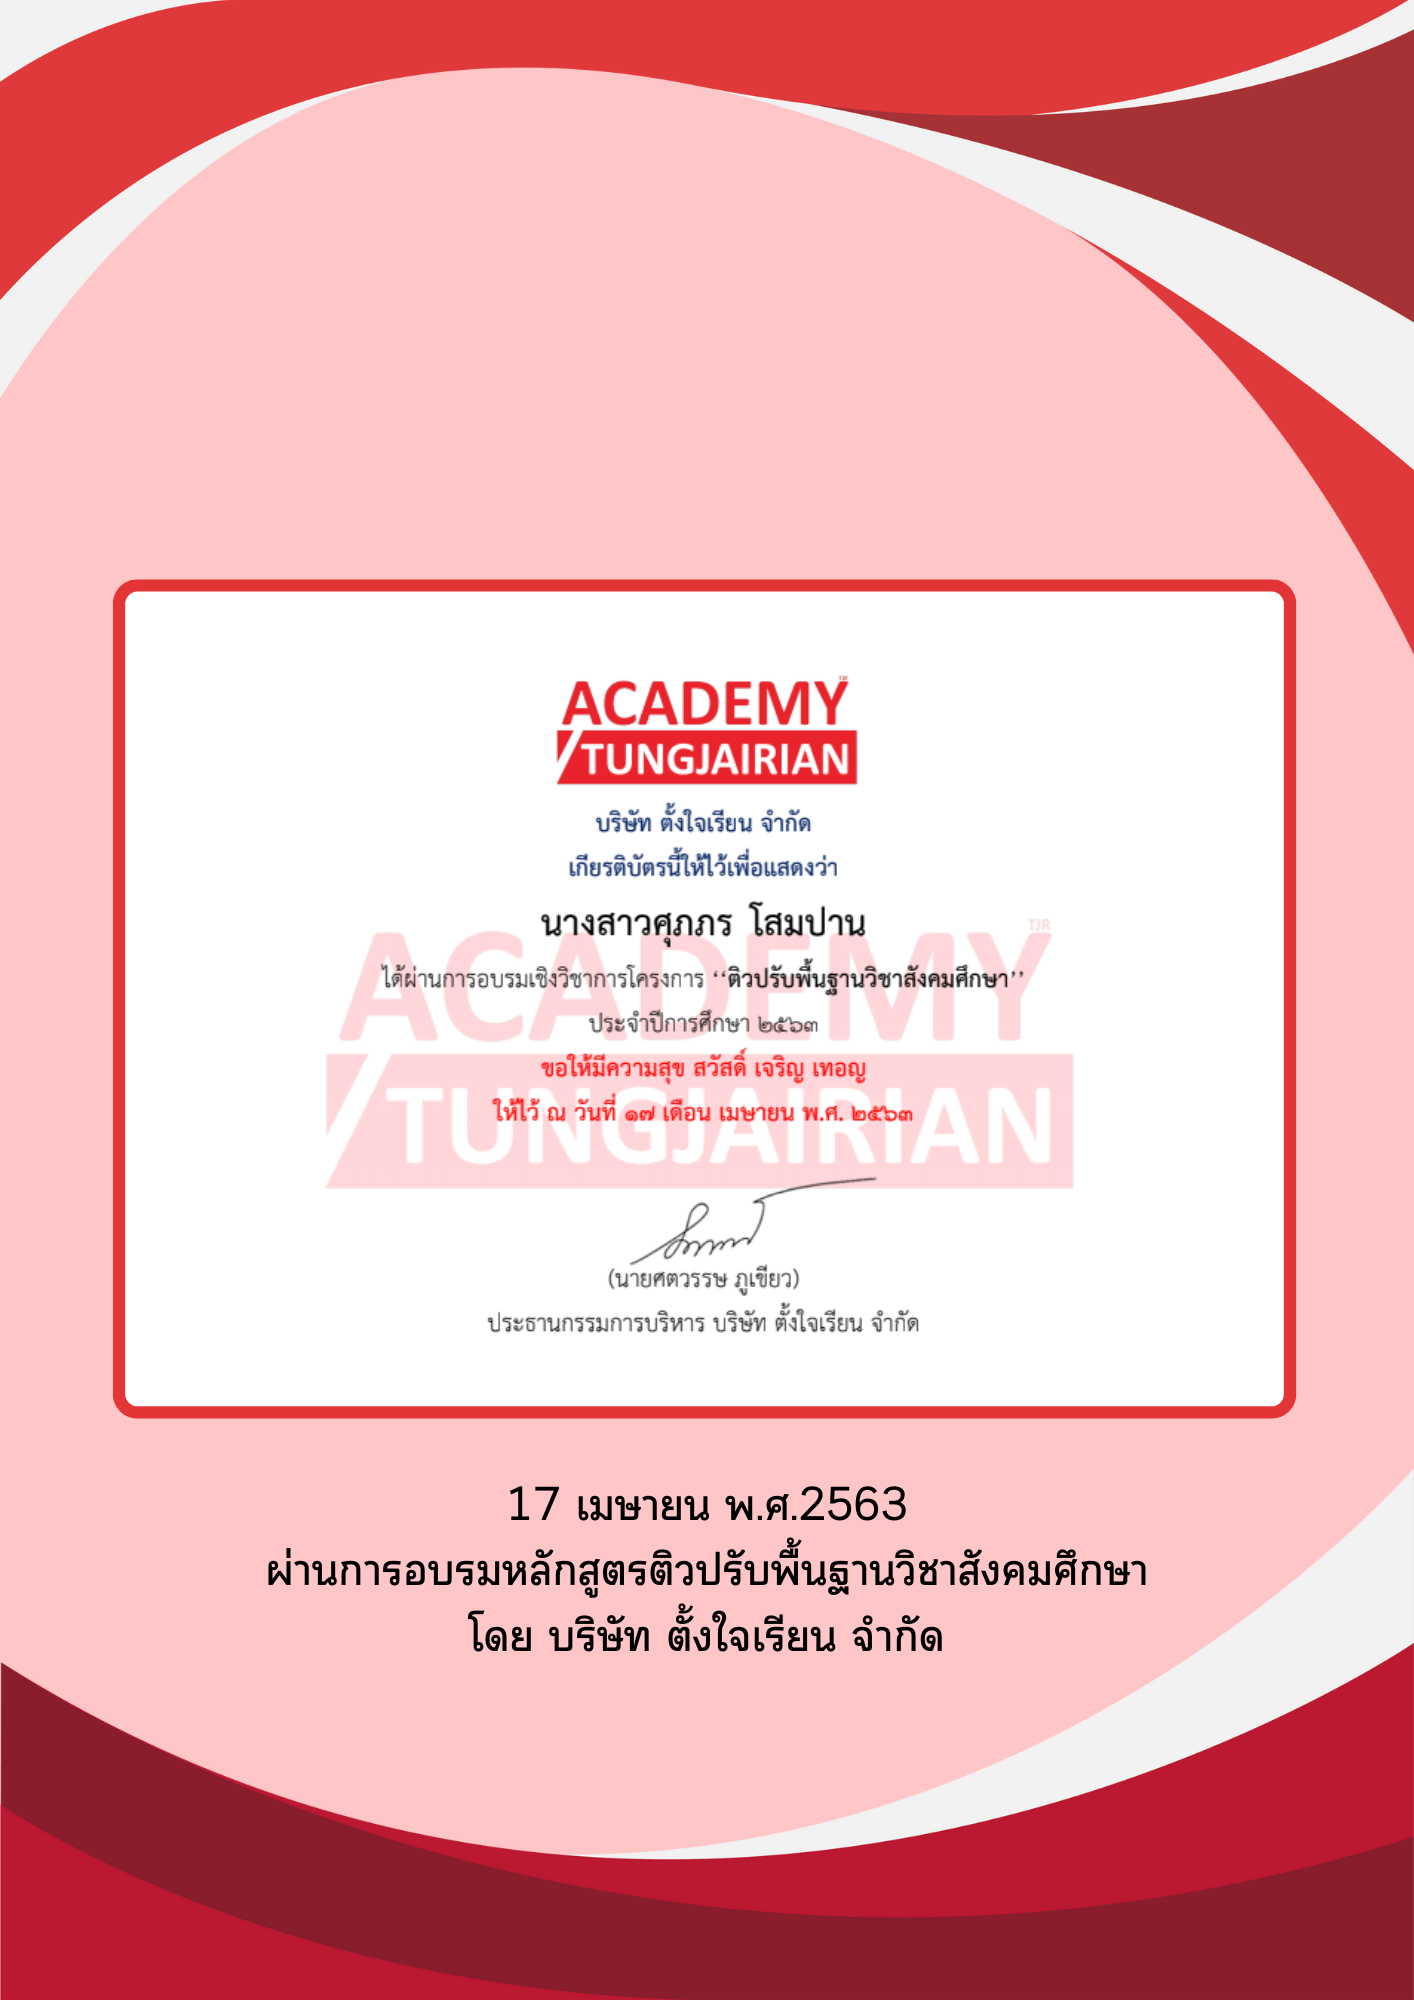 ACADEMY
TUNGJAIRIAN
บริษัท ตั้งใจเรียน จำกัด
เกียรติบัตรนี้ให้ไว้เพื่อแสดงว่า
นางสาวศุภภร โสมปาน
ได้ผ่านการอบรมเชิงวิชาการโครงการ ‘‘ติวปรับพื้นฐานวิชาสังคมศึกษา’’
ประจำปีการศึกษา ๒๕๖๓
ขอให้มีความสุข สวัสดิ์ เจริญ เทอญ
ให้ไว้ ณ วันที่ ๑๗ เดือน เมษายน พ.ศ. ๒๕๖๓
ACADEMY TJR
TUNGJAIRIAN
(นายศตวรรษ ภูเขียว)
ประธานกรรมการบริหาร บริษัท ตั้งใจเรียน จำกัด
17 เมษายน พ.ศ.2563
ผ่านการอบรมหลักสูตรติวปรับพื้นฐานวิชาสังคมศึกษา
โดย บริษัท ตั้งใจเรียน จำกัด